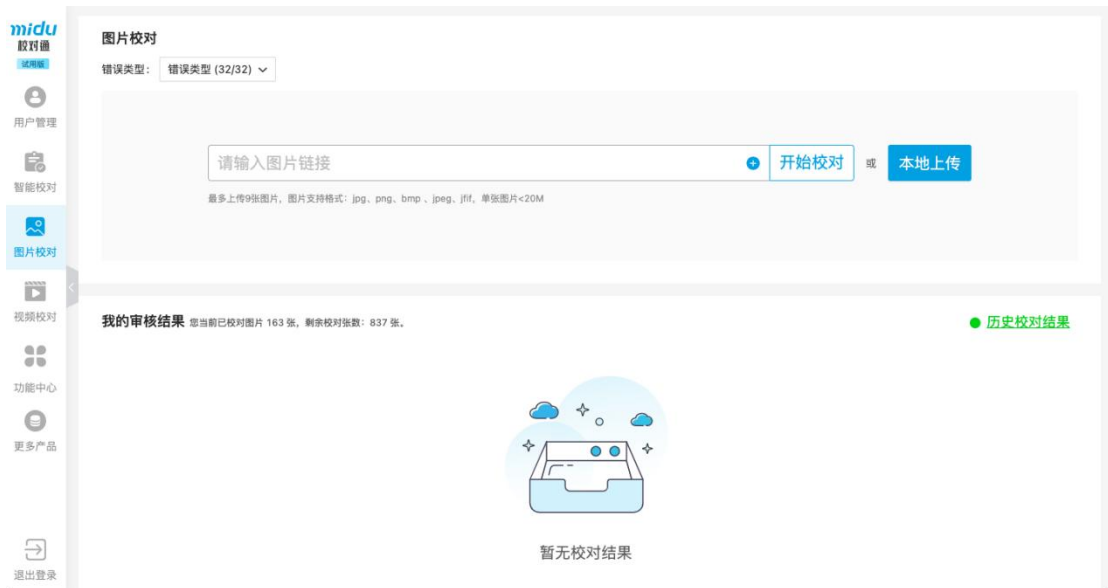 midu
校对通
试用版
用户管理
智能校对
图片校对
视频校对
功能中心
更多产品
退出登录
图片校对
错误类型： 错误类型 (32/32)
请输入图片链接 开始校对 或 本地上传
最多上传9张图片，图片支持格式：jpg、png、bmp 、jpeg、jfif，单张图片<20M
我的审核结果 您当前已校对图片 163 张，剩余校对张数：837 张。 历史校对结果
暂无校对结果